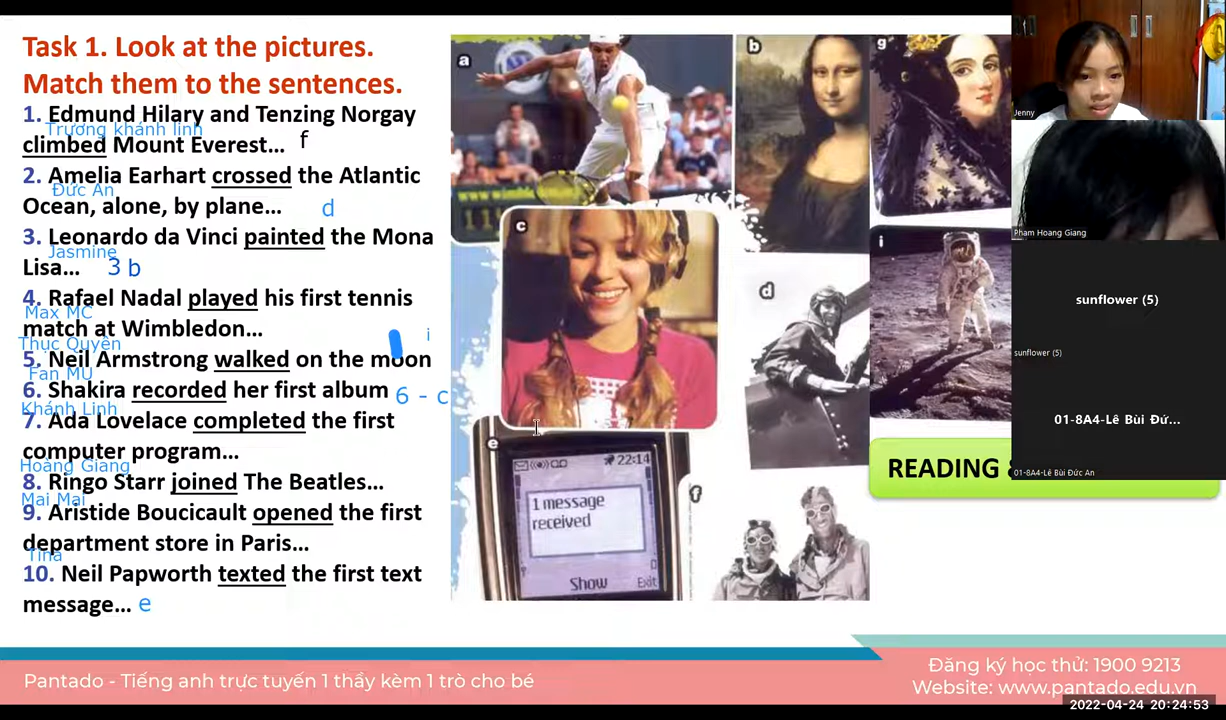 Task 1. Look at the pictures.
Match them to the sentences.
1. Edmund Hilary and Tenzing Norgay
Trương khánh linh
climbed Mount Everest... f
2. Amelia Earhart crossed the Atlantic
Đức An
Ocean, alone, by plane... d
3. Leonardo da Vinci painted the Mona
Jasmine
Lisa... 3 b
4. Rafael Nadal played his first tennis
Max MC
match at Wimbledon...
i
Thục Quyên
5. Neil Armstrong walked on the moon
Fan MU
6. Shakira recorded her first album 6 - c
Khánh Linh
7. Ada Lovelace completed the first
computer program...
Hoàng Giang
8. Ringo Starr joined The Beatles...
Mai Mai
9. Aristide Boucicault opened the first
department store in Paris...
Tina
10. Neil Papworth texted the first text
message... e
a
b
g
c
d
i
e
22:14
1 message
received
Show
Exit
f
READING
Jenny
Pham Hoang Giang
sunflower (5)
sunflower (5)
01-8A4-Lê Bùi Đứ...
01-8A4-Lê Bùi Đức An
Pantado - Tiếng anh trực tuyến 1 thầy kèm 1 trò cho bé
Đăng ký học thử: 1900 9213
Website: www.pantado.edu.vn
2022-04-24 20:24:53